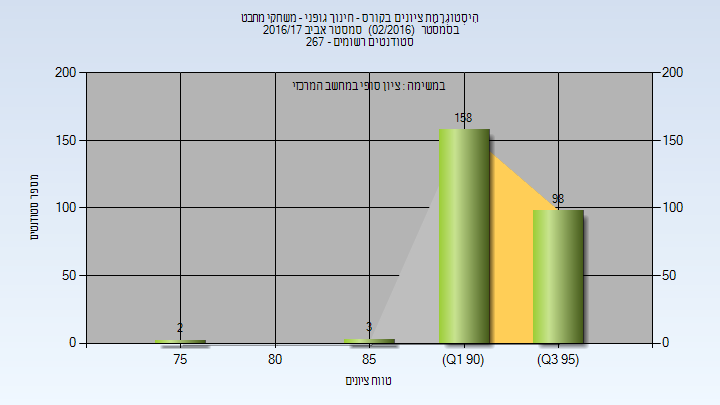 הִיסְטוֹגְרַמַת ציונים בקורס - חינוך גופני - משחקי מחבט
בסמסטר (02/2016) סמסטר אביב 2016/17
סטודנטים רשומים - 267
במשימה : ציון סופי במחשב המרכזי
200 200
158
150 150
מספר סטודנטים
100 98 100
50 50
2 3
0 0
75 80 85 (Q1 90) (Q3 95)
טווח ציונים